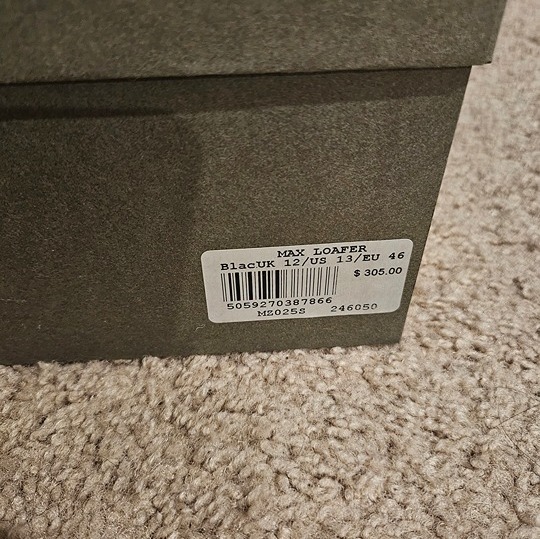 MAX LOAFER
BlacUK 12/US 13/EU 46
$ 305.00
5059270387866
MZ025S 246050